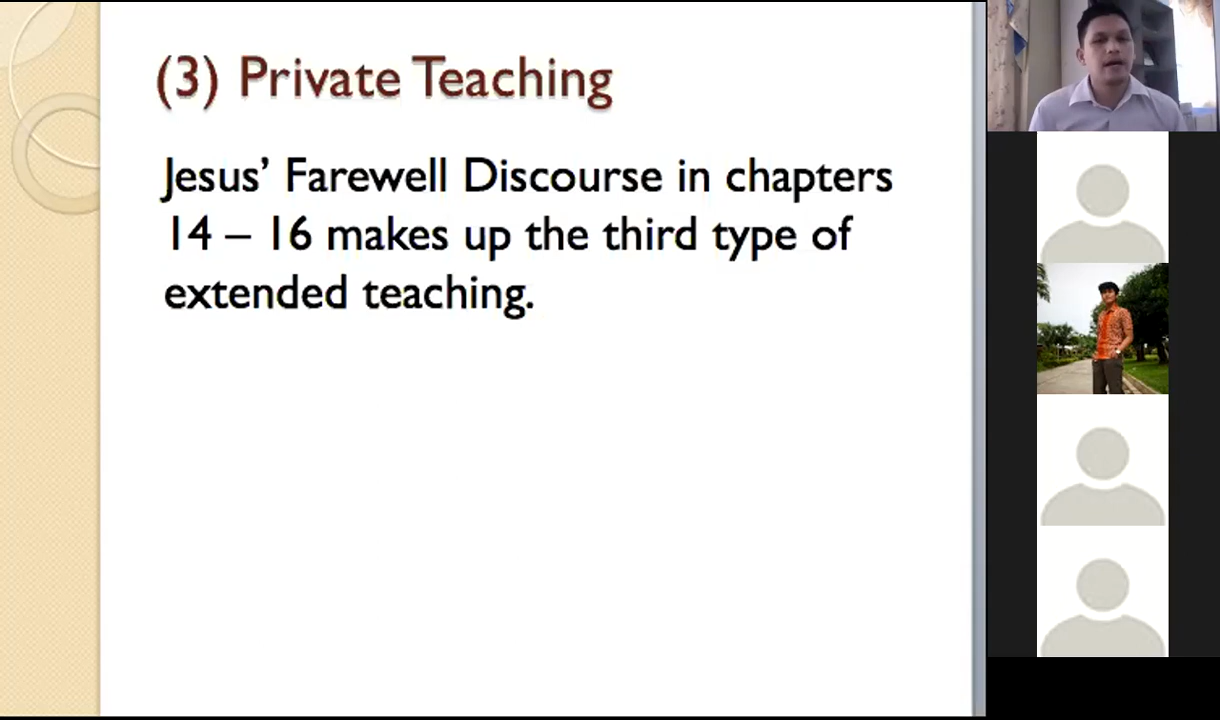 (3) Private Teaching
Jesus’ Farewell Discourse in chapters
14 – 16 makes up the third type of
extended teaching.